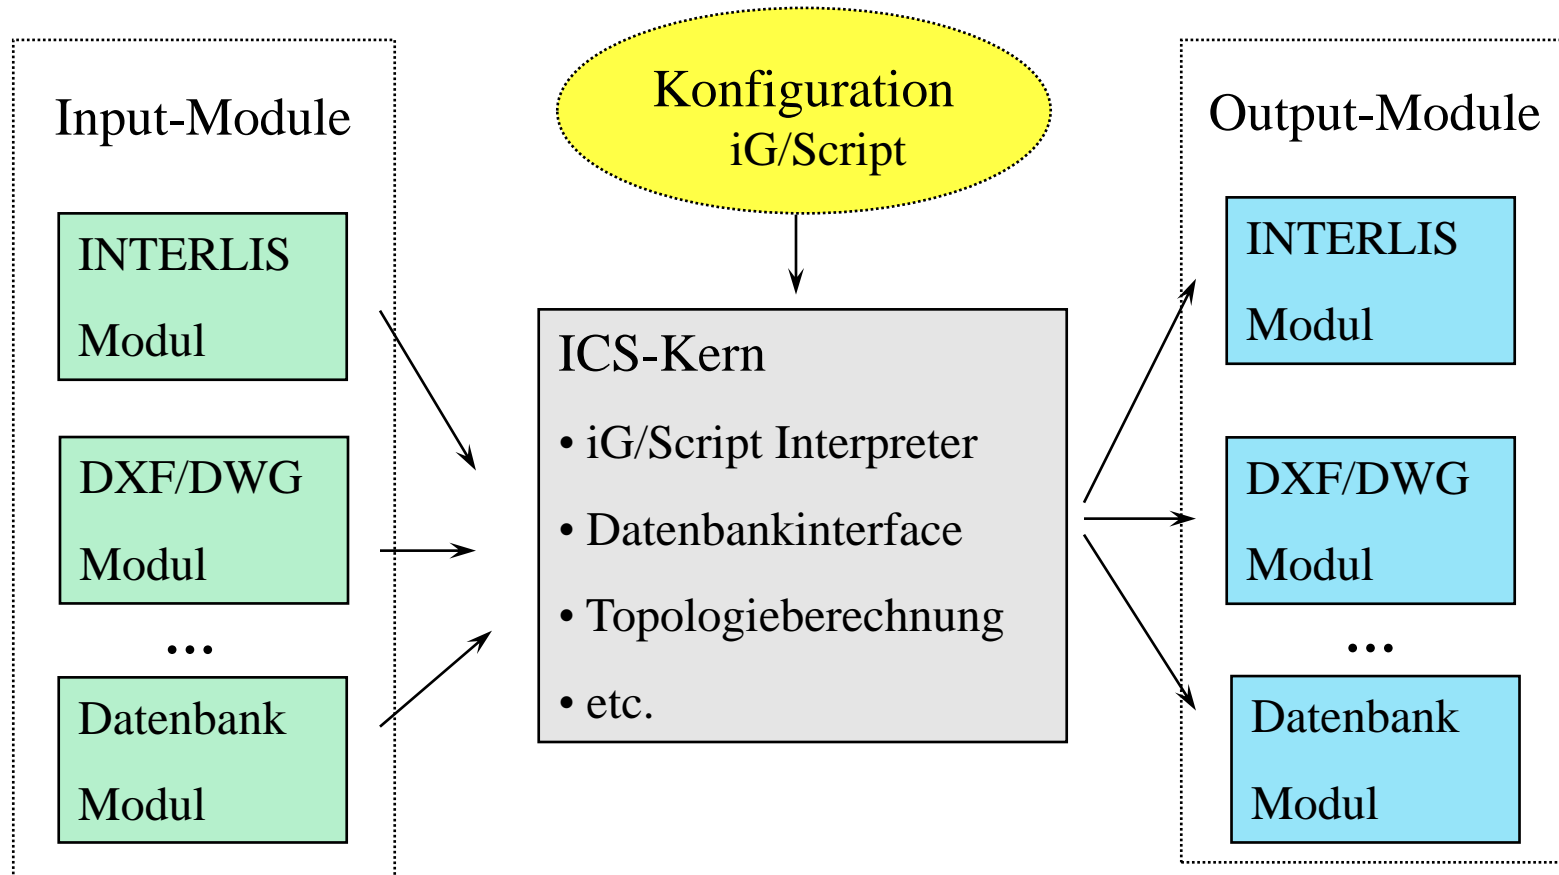 Input-Module
INTERLIS
Modul
DXF/DWG
Modul
...
Datenbank
Modul
Konfiguration
iG/Script
ICS-Kern
• iG/Script Interpreter
• Datenbankinterface
• Topologieberechnung
• etc.
Output-Module
INTERLIS
Modul
DXF/DWG
Modul
...
Datenbank
Modul